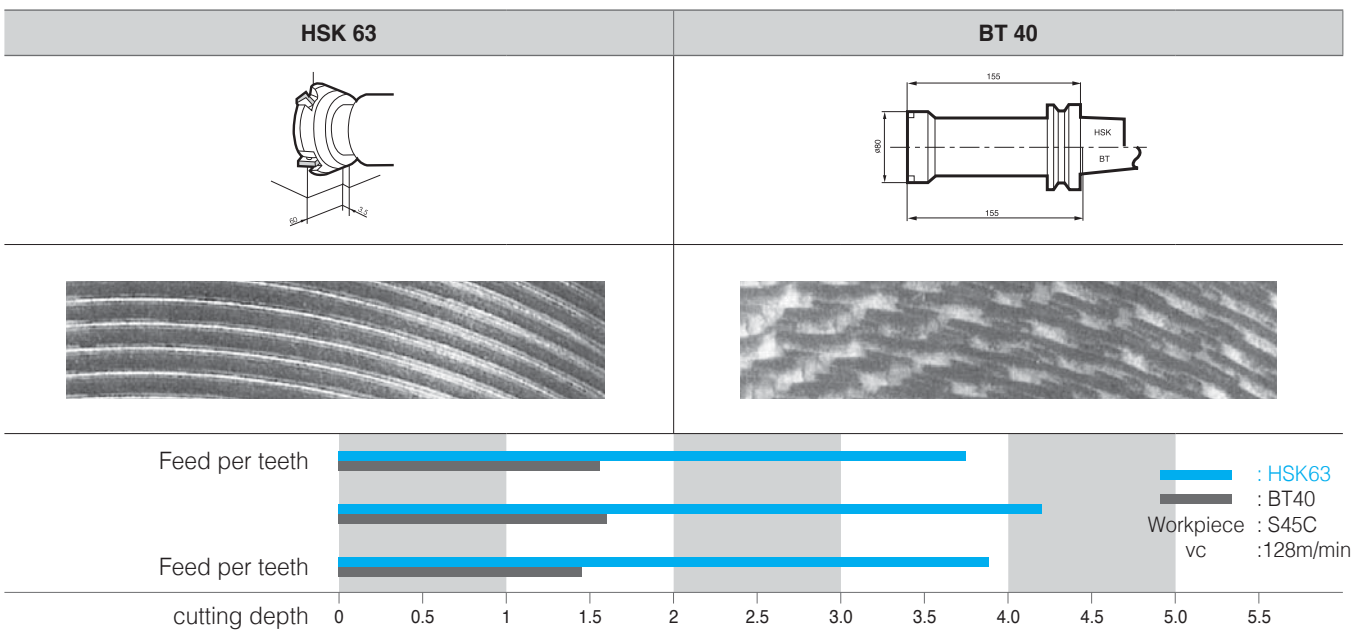 HSK 63
BT 40
60
3.5
155
ø80
HSK
BT
155
Feed per teeth
: HSK63
: BT40
Workpiece : S45C
vc :128m/min
Feed per teeth
cutting depth 0 0.5 1 1.5 2 2.5 3.0 3.5 4.0 4.5 5.0 5.5